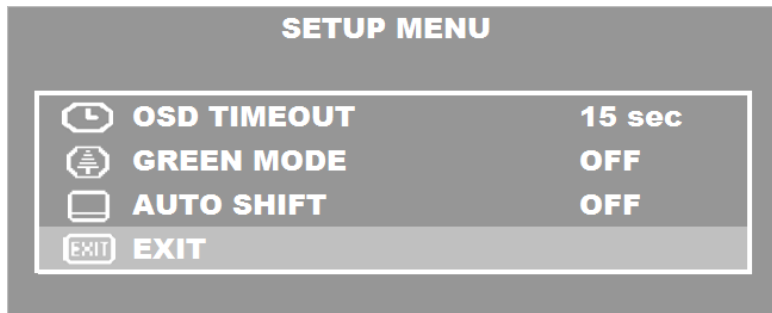 SETUP MENU
OSD TIMEOUT 15 sec
GREEN MODE OFF
AUTO SHIFT OFF
EXIT EXIT